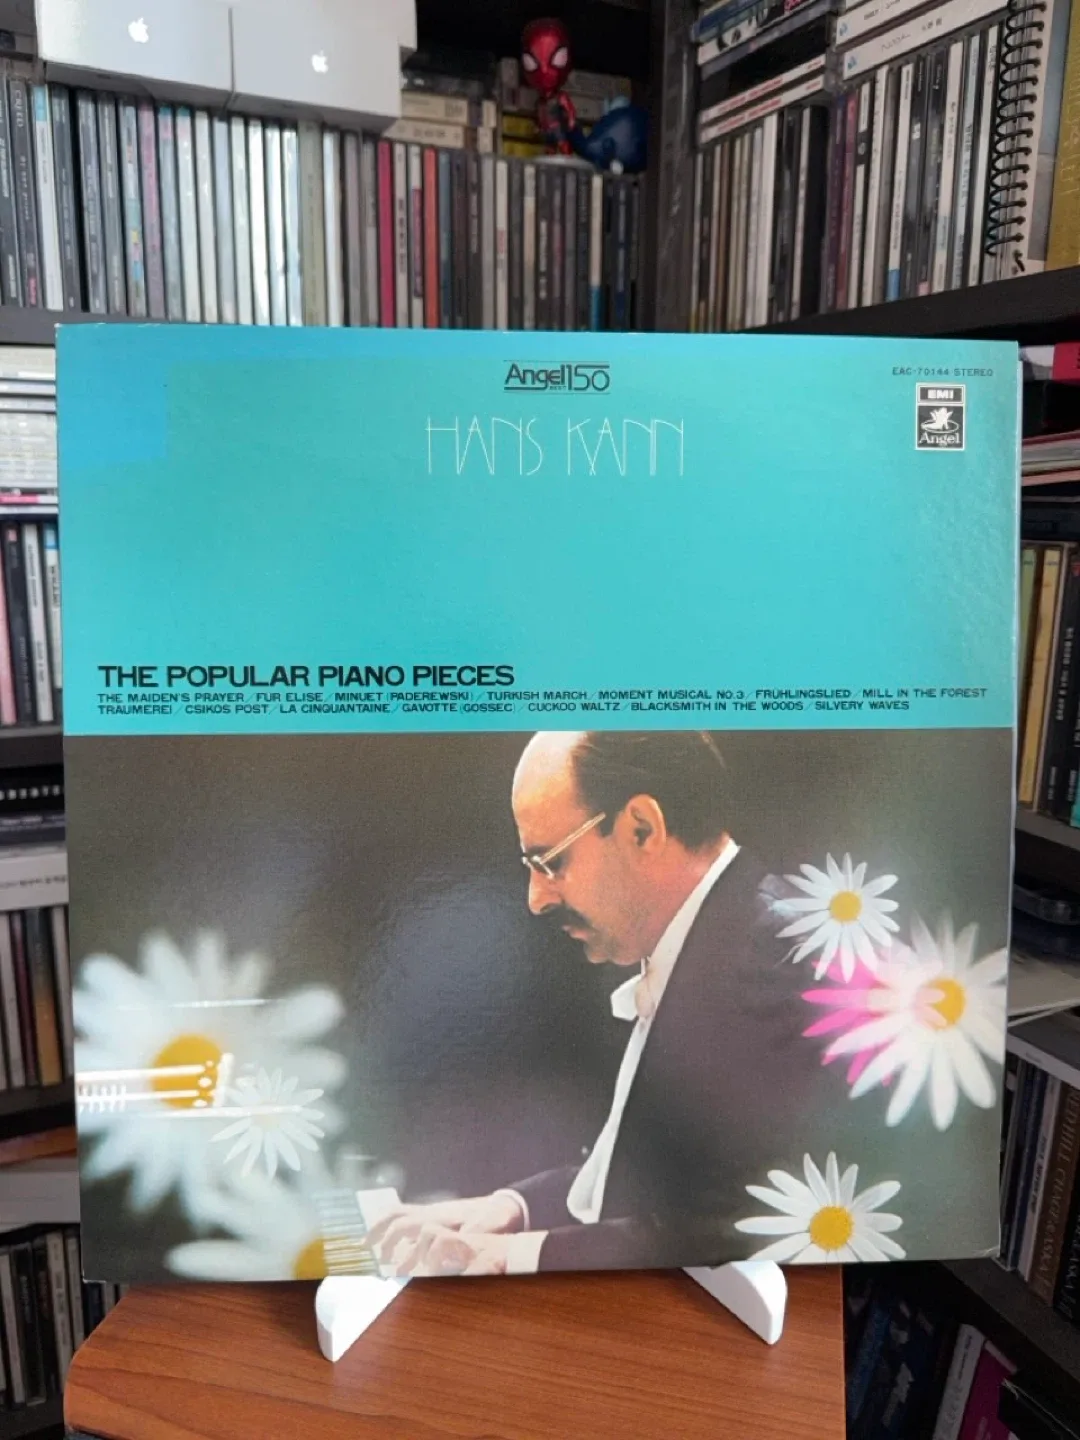 Angel BEST 150
EAC-70144 STEREO
EMI
Angel
HANS KANN
THE POPULAR PIANO PIECES
THE MAIDEN'S PRAYER / FUR ELISE / MINUET (PADEREWSKI) / TURKISH MARCH / MOMENT MUSICAL NO.3 / FRÜHLINGSLIED / MILL IN THE FOREST
TRAUMEREI / CSIKOS POST / LA CINQUANTAINE / GAVOTTE (GOSSEC) / CUCKOO WALTZ / BLACKSMITH IN THE WOODS / SILVERY WAVES